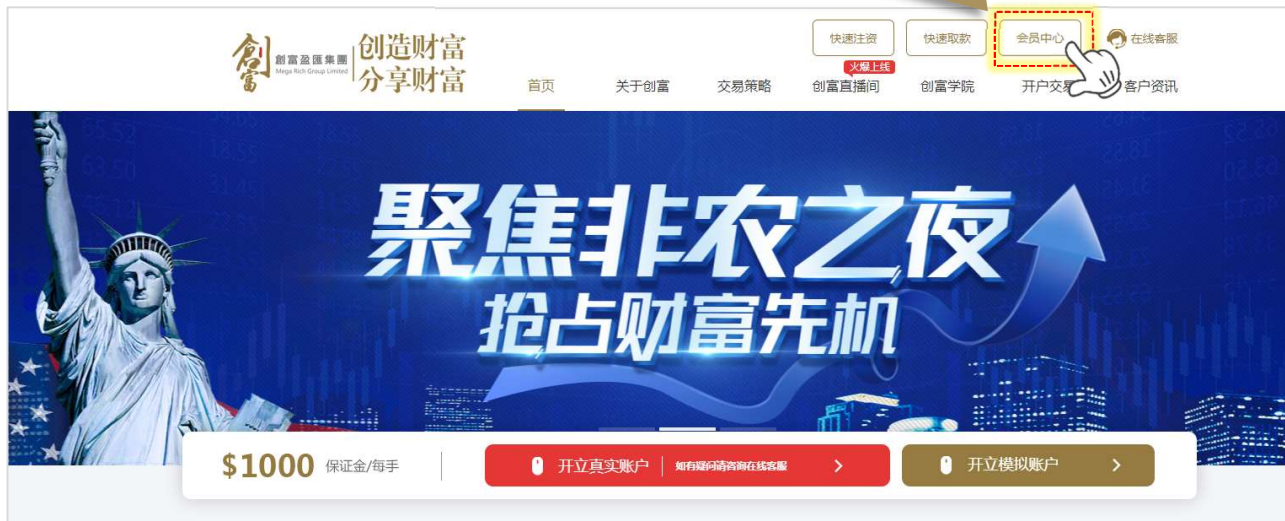 創富
創富盈匯集團
Mega Rich Group Limited
创造财富
分享财富
快速注资
快速取款
会员中心
在线客服
火爆上线
首页
关于创富
交易策略
创富直播间
创富学院
开户交易
客户资讯
聚焦非农之夜
抢占财富先机
$1000 保证金/每手
开立真实账户 | 如有疑问请咨询在线客服 >
开立模拟账户 >